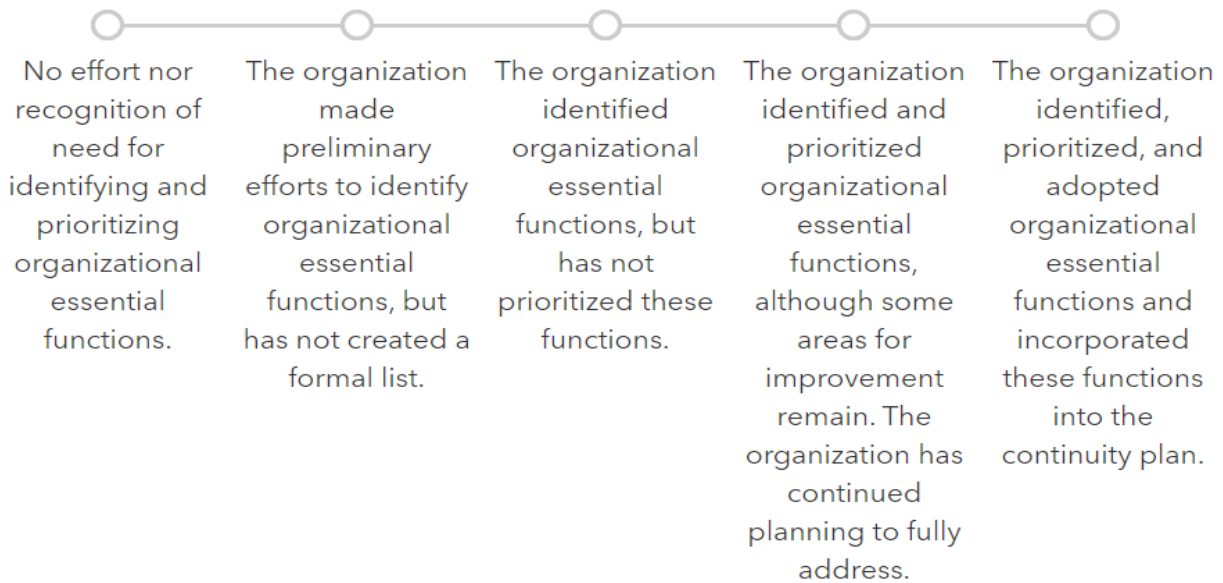 No effort nor
recognition of
need for
identifying and
prioritizing
organizational
essential
functions.
The organization
made
preliminary
efforts to identify
organizational
essential
functions, but
has not created a
formal list.
The organization
identified
organizational
essential
functions, but
has not
prioritized these
functions.
The organization
identified and
prioritized
organizational
essential
functions,
although some
areas for
improvement
remain. The
organization has
continued
planning to fully
address.
The organization
identified,
prioritized, and
adopted
organizational
essential
functions and
incorporated
these functions
into the
continuity plan.